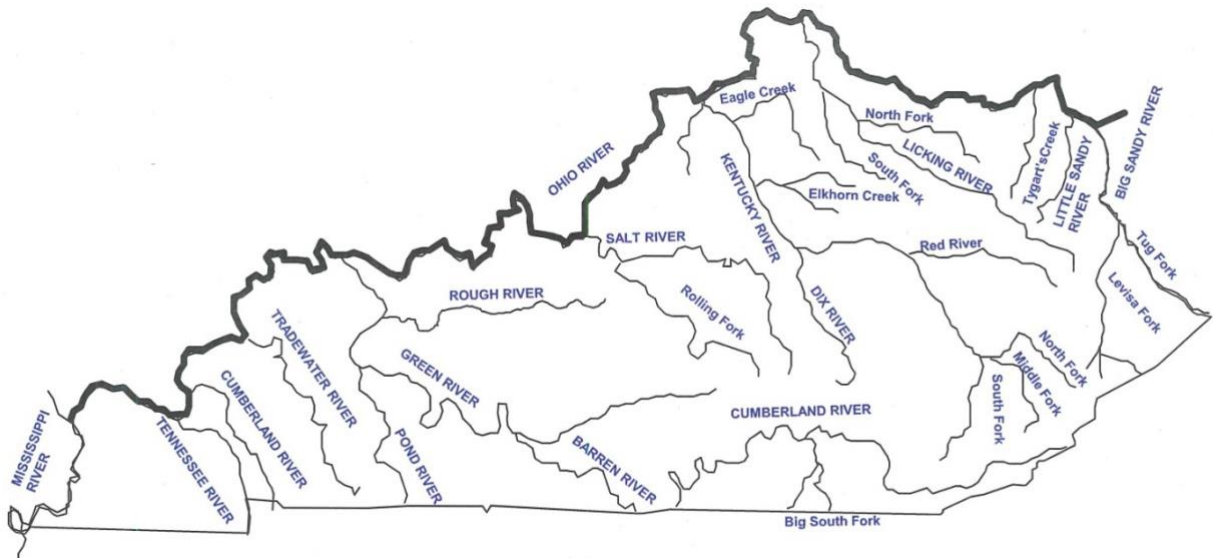 Eagle Creek
North Fork
BIG SANDY RIVER
OHIO RIVER
KENTUCKY RIVER
South Fork
LICKING RIVER
Tygart'sCreek
LITTLE SANDY
RIVER
Elkhorn Creek
SALT RIVER
Red River
Tug Fork
ROUGH RIVER
Rolling Fork
DIX RIVER
Levisa Fork
TRADEWATER RIVER
GREEN RIVER
North Fork
Middle Fork
South Fork
CUMBERLAND RIVER
CUMBERLAND RIVER
MISSISSIPPI
RIVER
TENNESSEE RIVER
POND RIVER
BARREN RIVER
Big South Fork